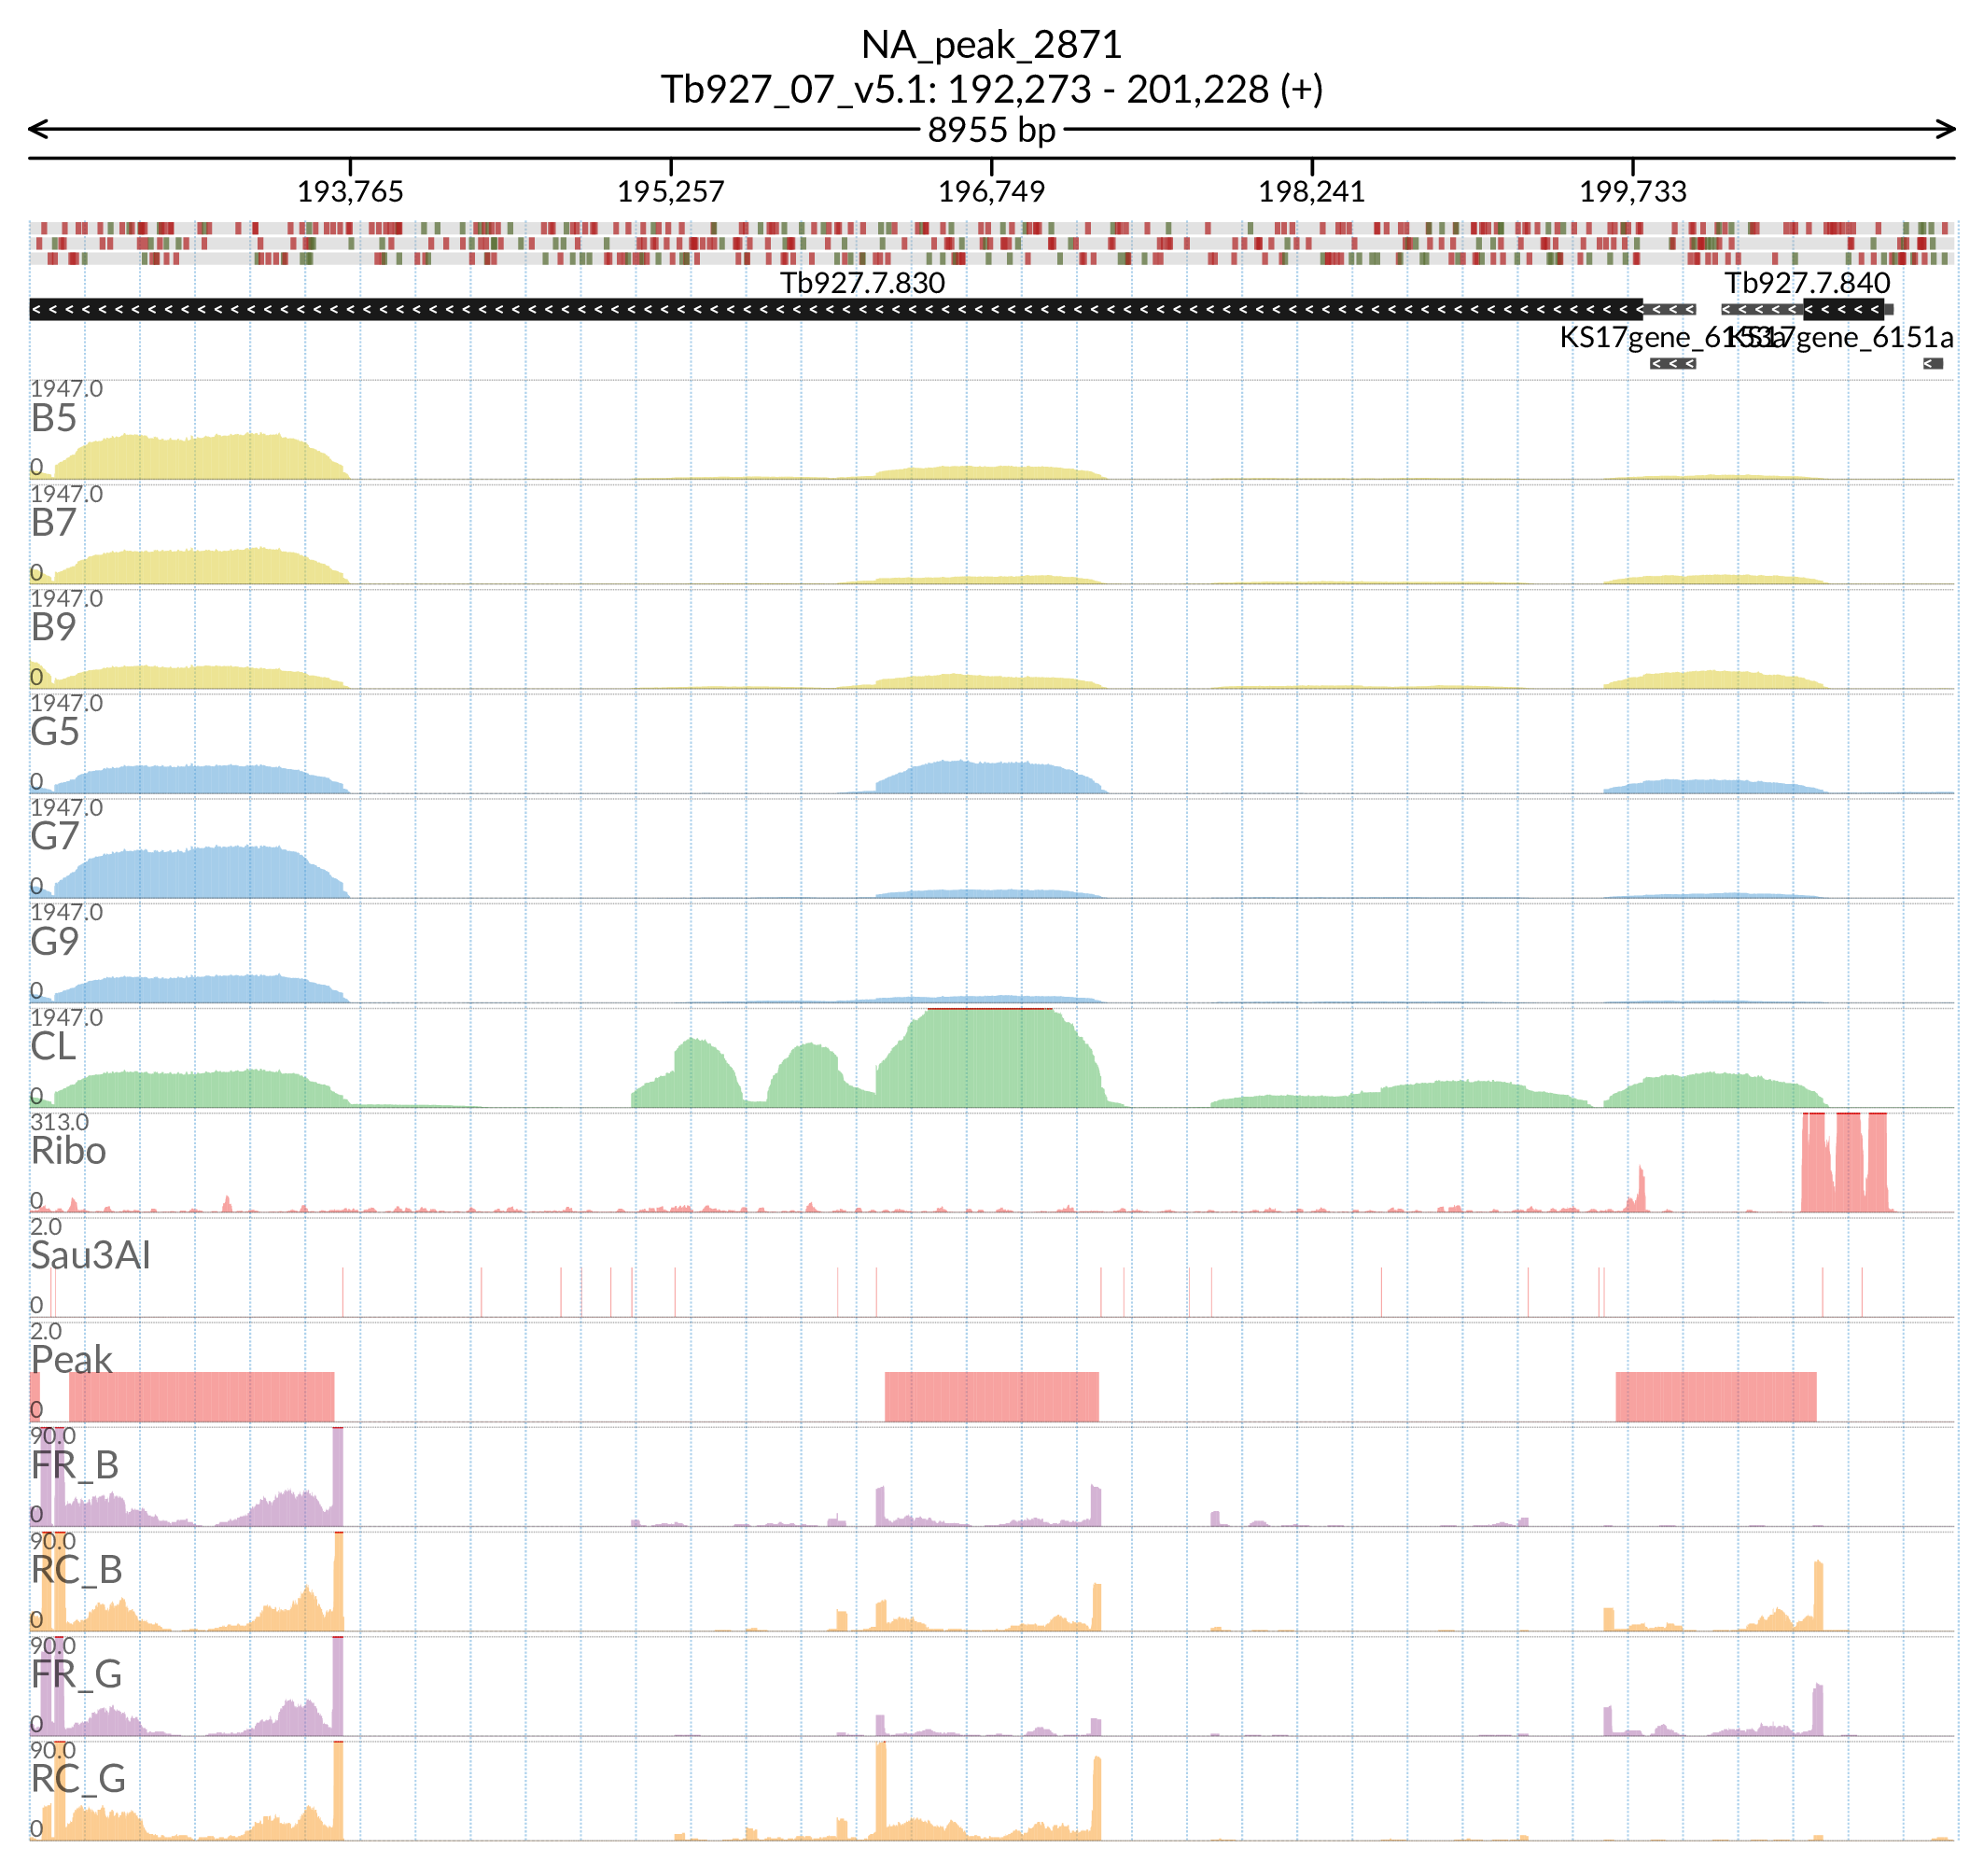 NA_peak_2871
Tb927_07_v5.1: 192,273 - 201,228 (+)
8955 bp
193,765 195,257 196,749 198,241 199,733
Tb927.7.830 Tb927.7.840
KS17gene_6153a KS17gene_6151a
1947.0
B5
0
1947.0
B7
0
1947.0
B9
0
1947.0
G5
0
1947.0
G7
0
1947.0
G9
0
1947.0
CL
0
313.0
Ribo
0
2.0
Sau3AI
0
2.0
Peak
0
90.0
FR_B
0
90.0
RC_B
0
90.0
FR_G
0
90.0
RC_G
0